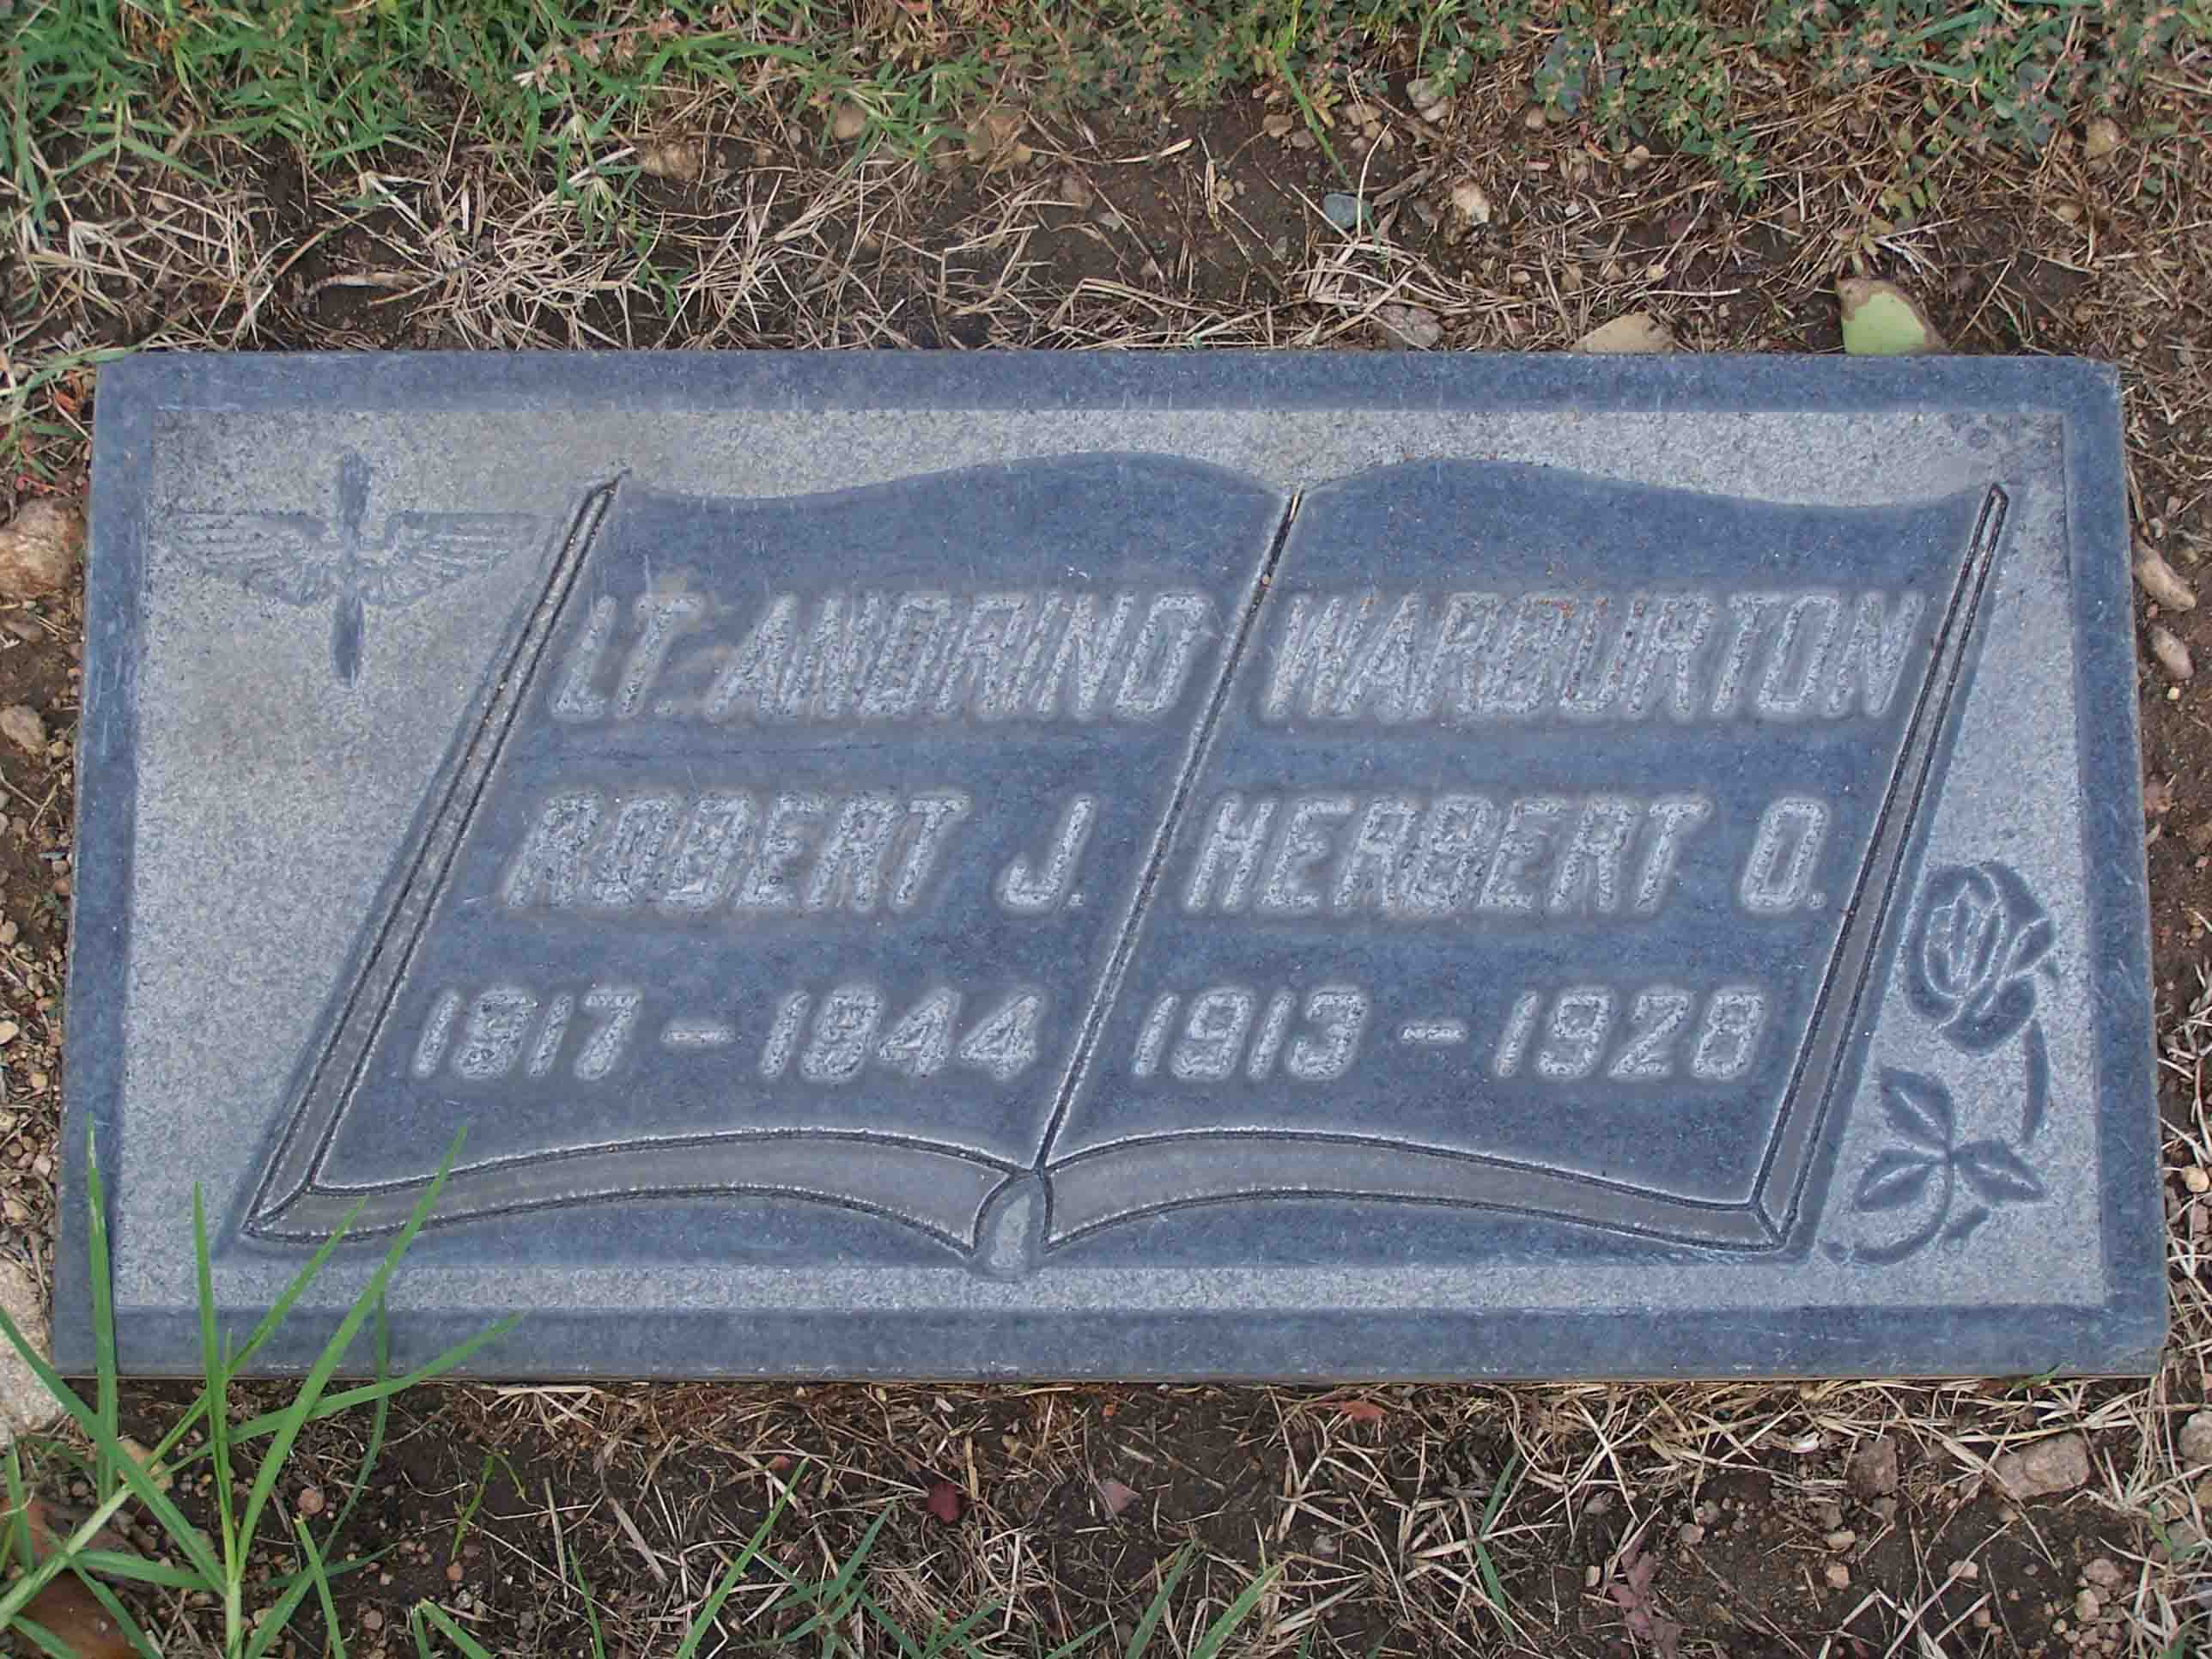 LT. ANDRINO
ROBERT J.
1917 - 1944
WARBURTON
HERBERT O.
1913 - 1928